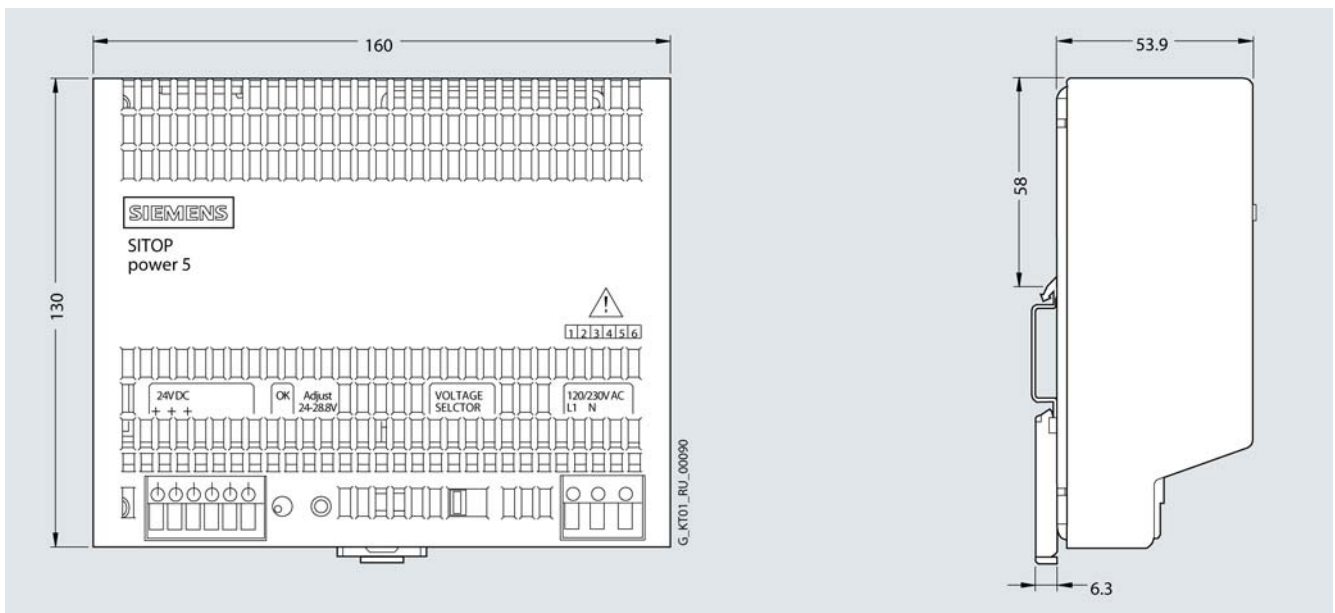 160
53.9
58
130
SIEMENS
SITOP
power 5
!
1 2 3 4 5 6
24V DC
+ + +
OK
Adjust
24-28.8V
VOLTAGE
SELCTOR
120/230V AC
L1 N
G_KT01_RU_00090
6.3